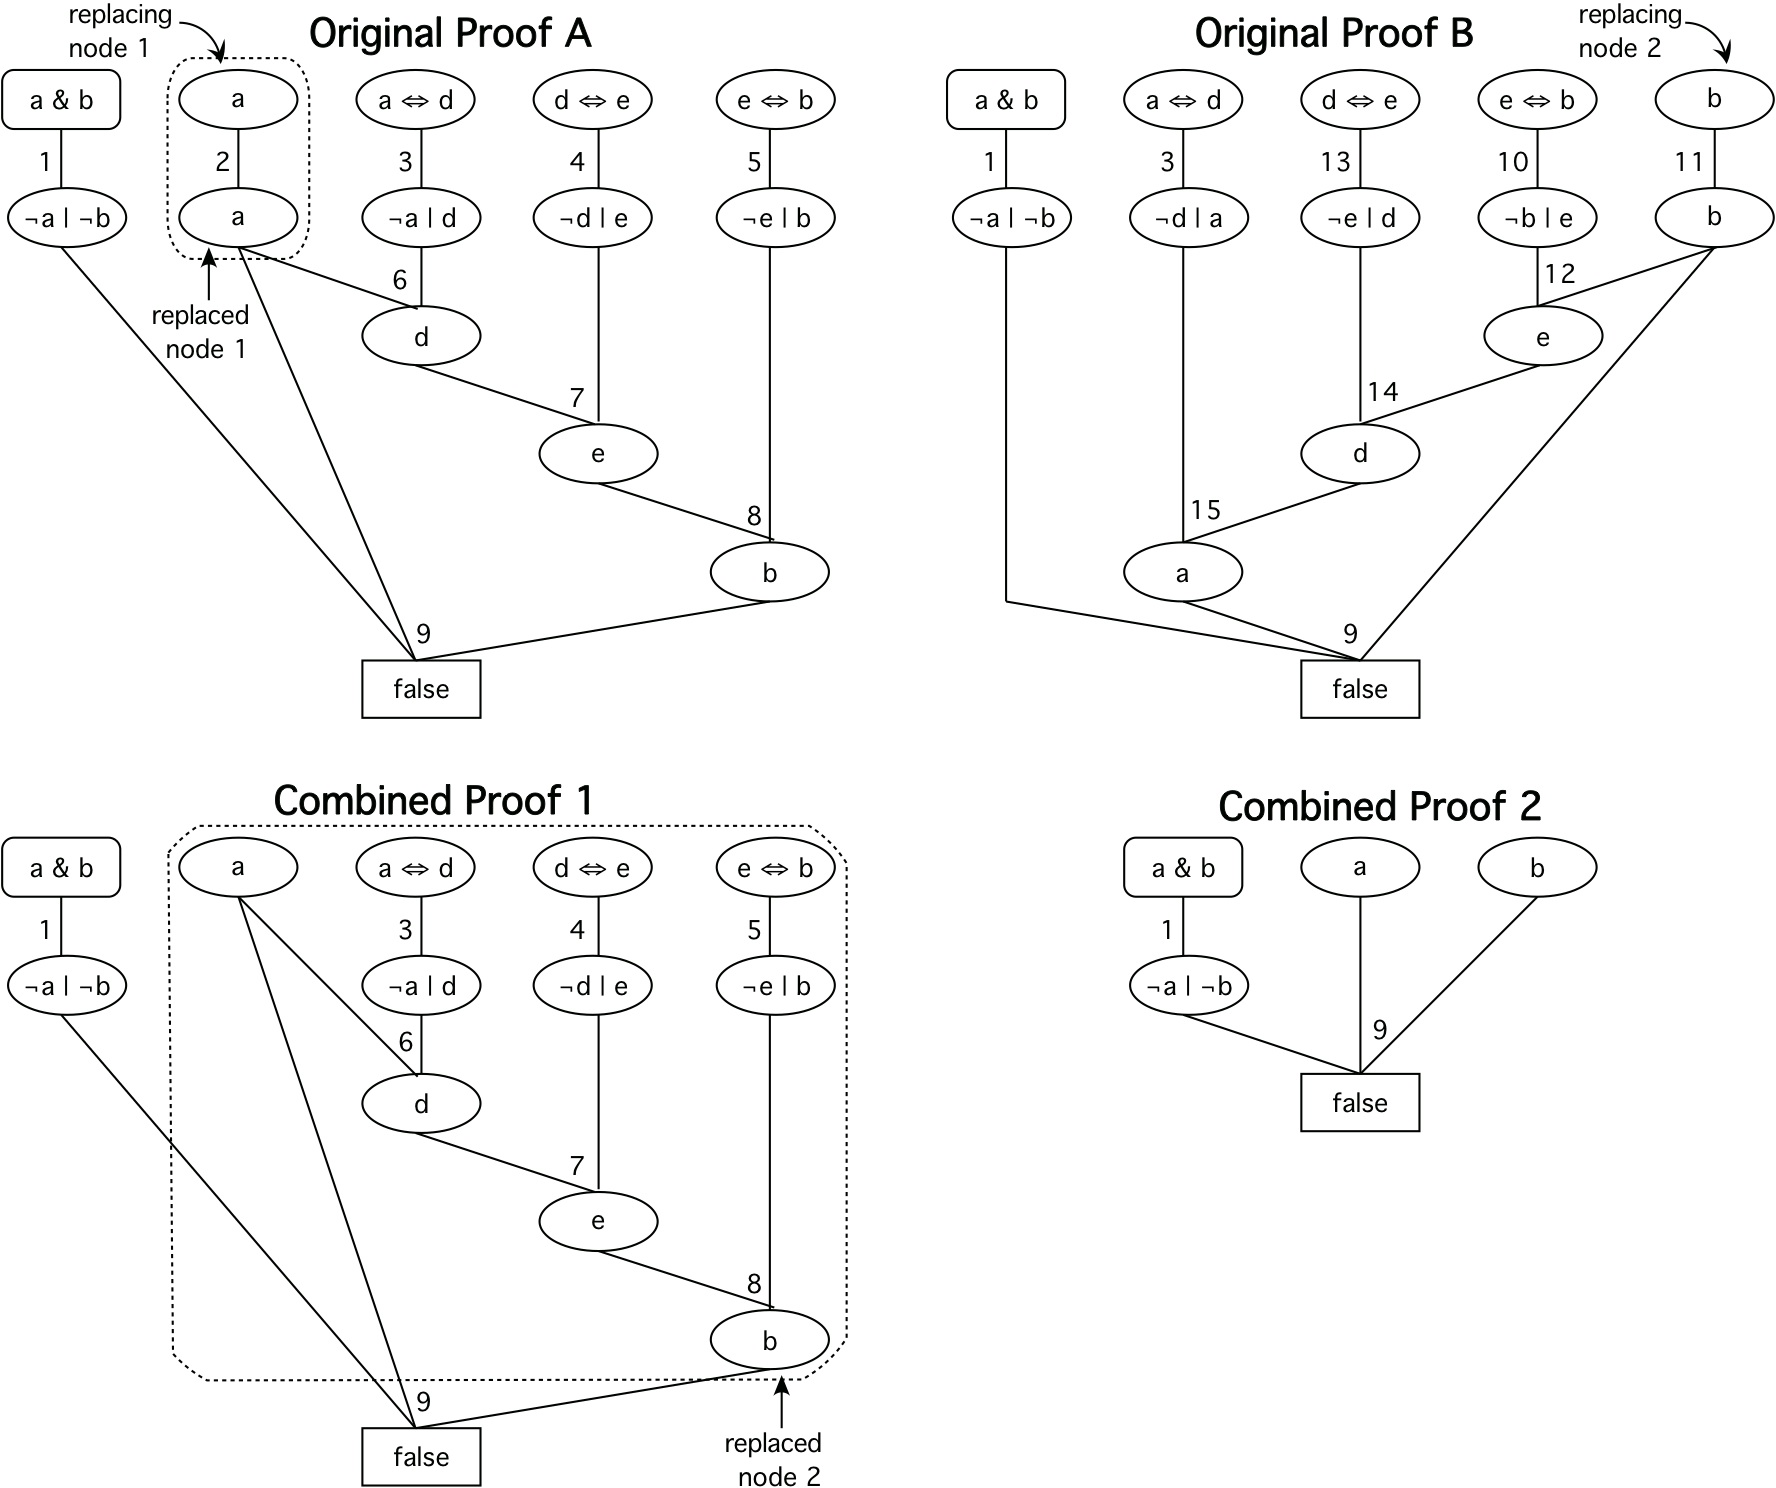 replacing
node 1
Original Proof A
Original Proof B
replacing
node 2
a & b
a
a ⇔ d
d ⇔ e
e ⇔ b
a & b
a ⇔ d
d ⇔ e
e ⇔ b
b
1
2
3
4
5
1
3
13
10
11
¬a | ¬b
a
¬a | d
¬d | e
¬e | b
¬a | ¬b
¬d | a
¬e | d
¬b | e
b
6
12
replaced
node 1
d
e
7
14
e
d
8
15
b
a
9
9
false
false
Combined Proof 1
Combined Proof 2
a & b
a
a ⇔ d
d ⇔ e
e ⇔ b
a & b
a
b
1
3
4
5
1
¬a | ¬b
¬a | d
¬d | e
¬e | b
¬a | ¬b
6
9
d
false
7
e
8
b
9
false
replaced
node 2